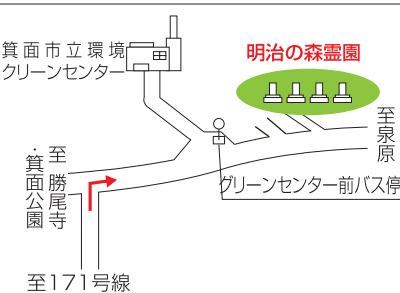 箕面市立環境
クリーンセンター
明治の森霊園
至泉原
グリーンセンター前バス停
至 勝尾寺
・箕面公園
至171号線